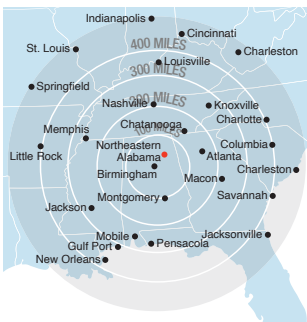 Indianapolis
Cincinnati
400 MILES
St. Louis
Charleston
300 MILES
Louisville
Springfield
200 MILES
Nashville
Knoxville
Chatanooga
Charlotte
100 MILES
Memphis
Northeastern
Alabama
Columbia
Little Rock
Atlanta
Birmingham
Charleston
Macon
Montgomery
Savannah
Jackson
Mobile
Jacksonville
Gulf Port
Pensacola
New Orleans